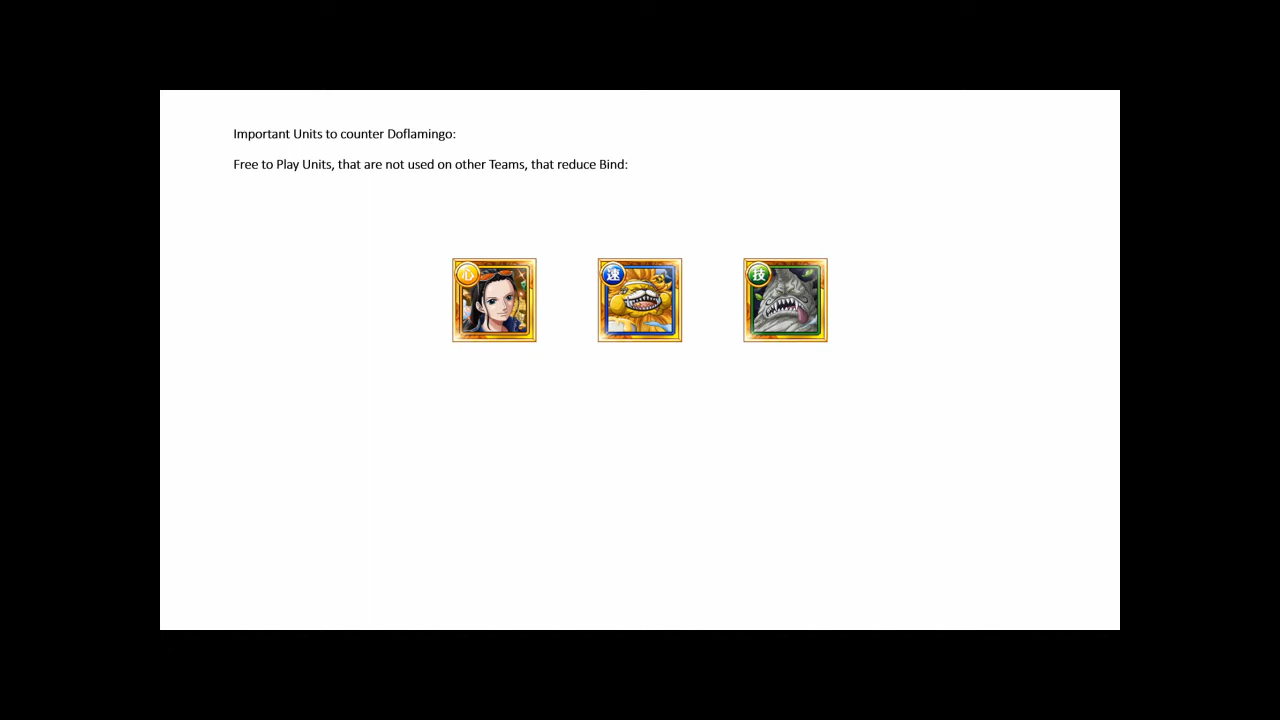 Important Units to counter Doflamingo:
Free to Play Units, that are not used on other Teams, that reduce Bind:
心 速 技